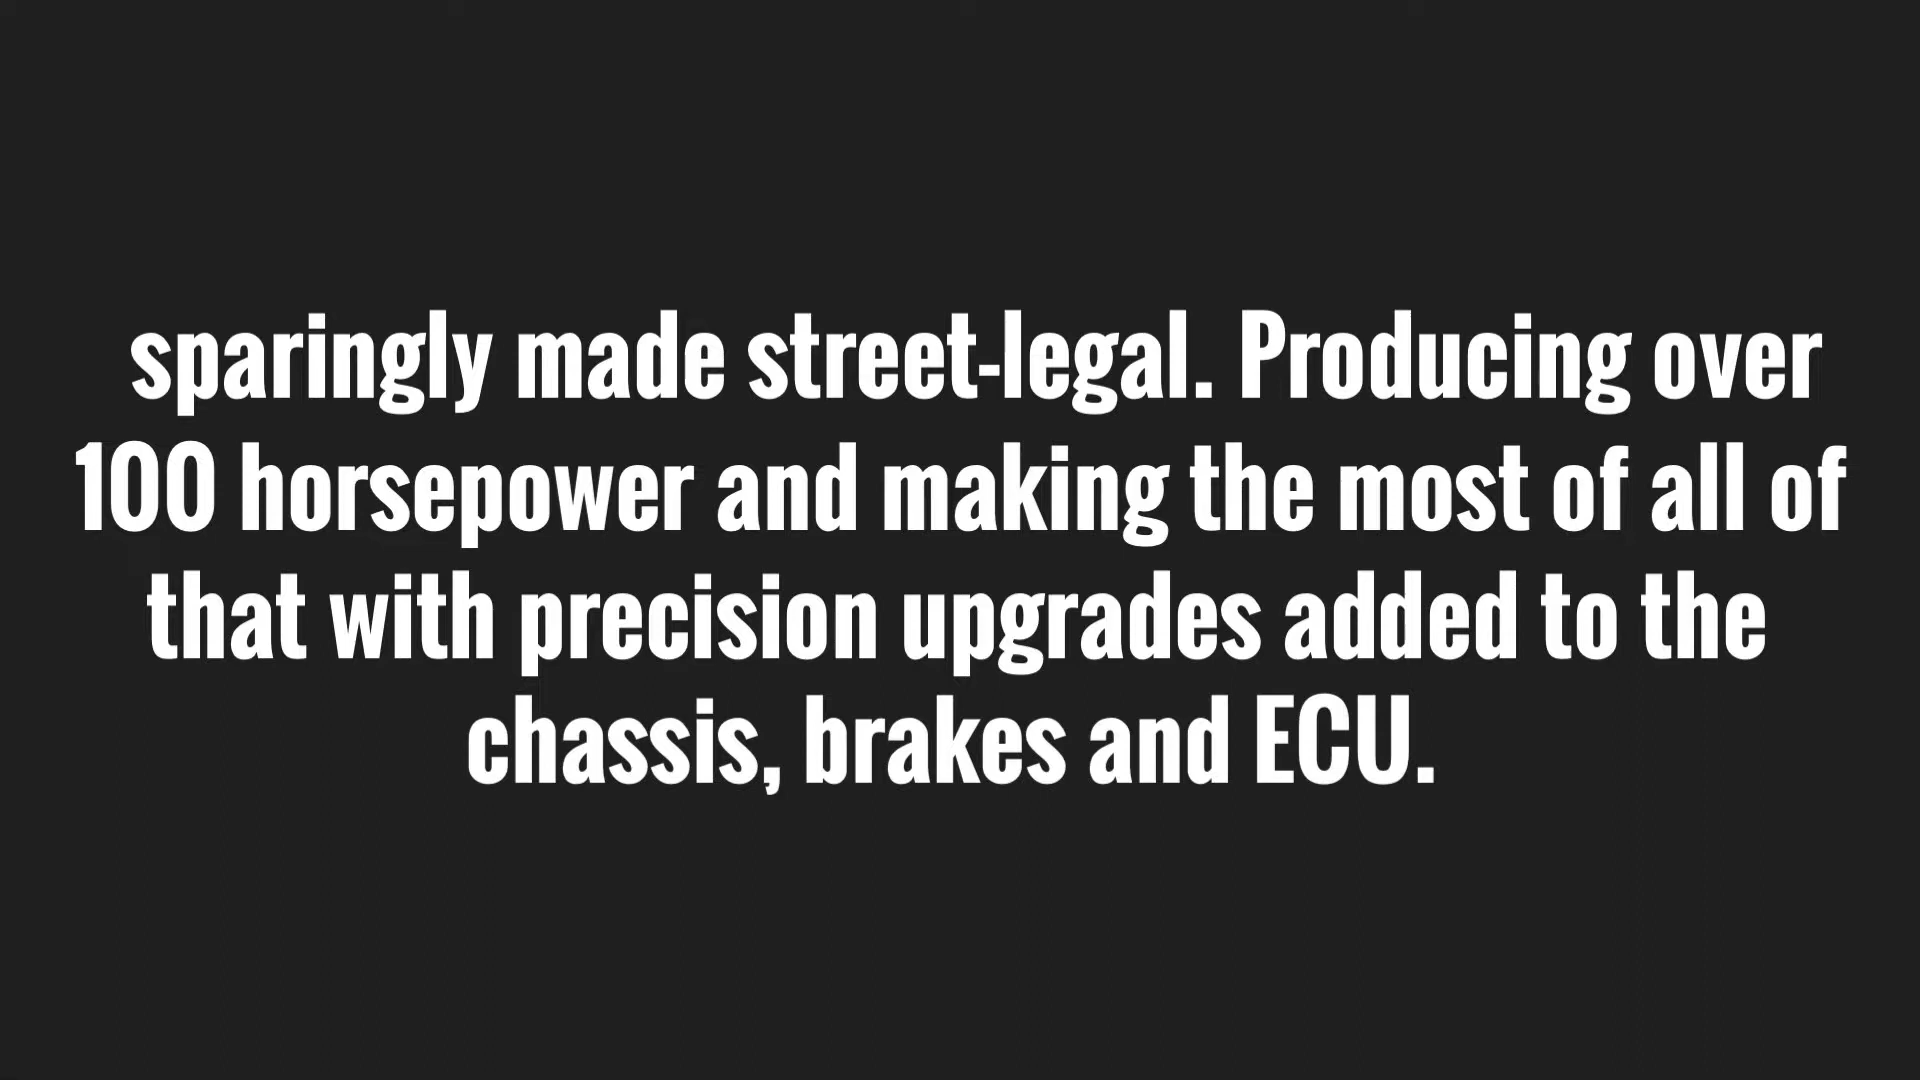 sparingly made street-legal. Producing over
100 horsepower and making the most of all of
that with precision upgrades added to the
chassis, brakes and ECU.